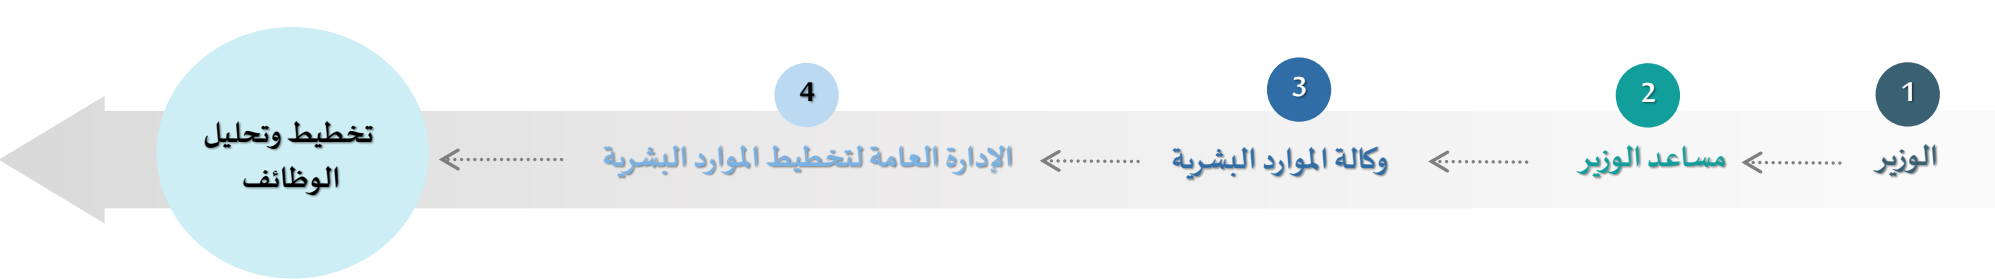 1
الوزير
2
مساعد الوزير
3
وكالة الموارد البشرية
4
الإدارة العامة لتخطيط الموارد البشرية
تخطيط وتحليل
الوظائف